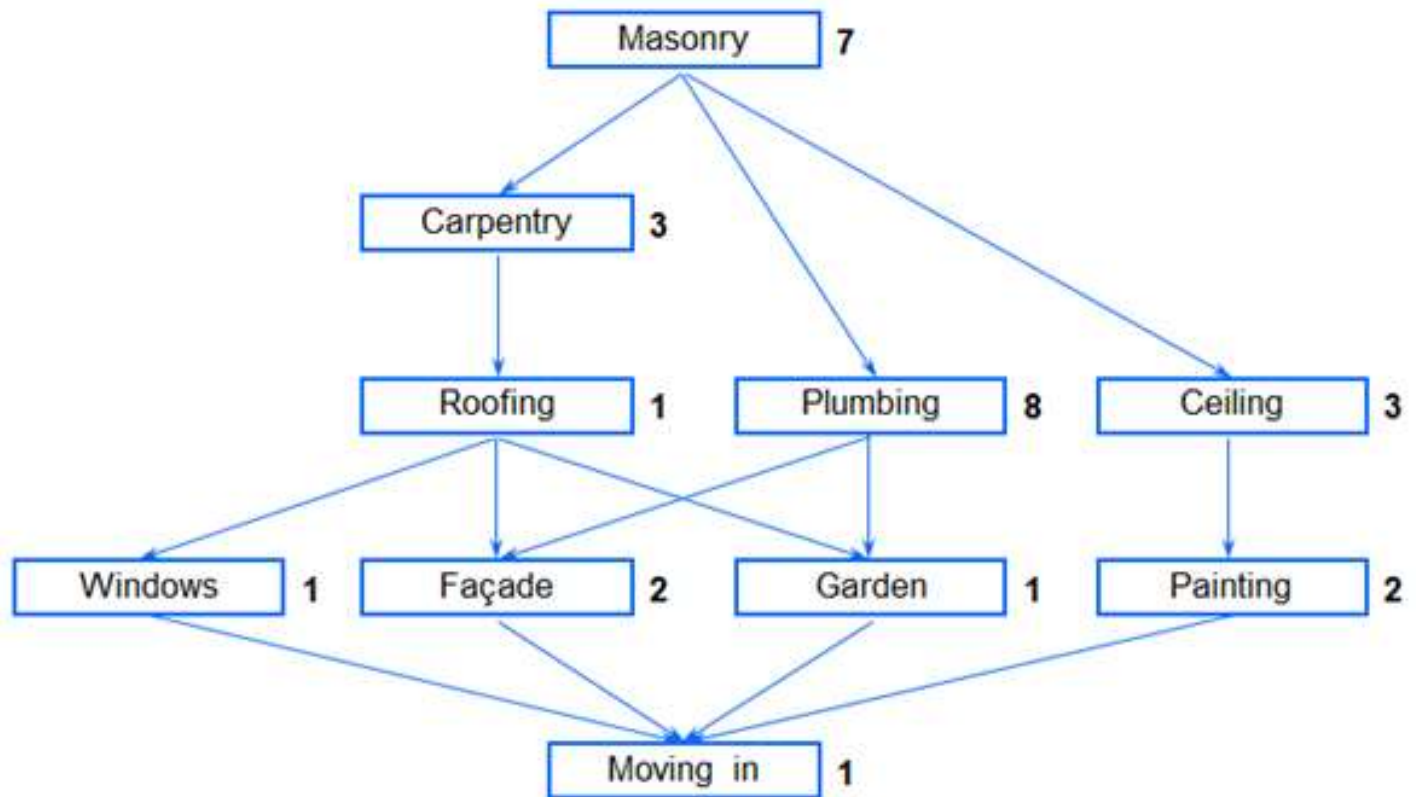 Masonry 7
Carpentry 3
Roofing 1 Plumbing 8 Ceiling 3
Windows 1 Façade 2 Garden 1 Painting 2
Moving in 1